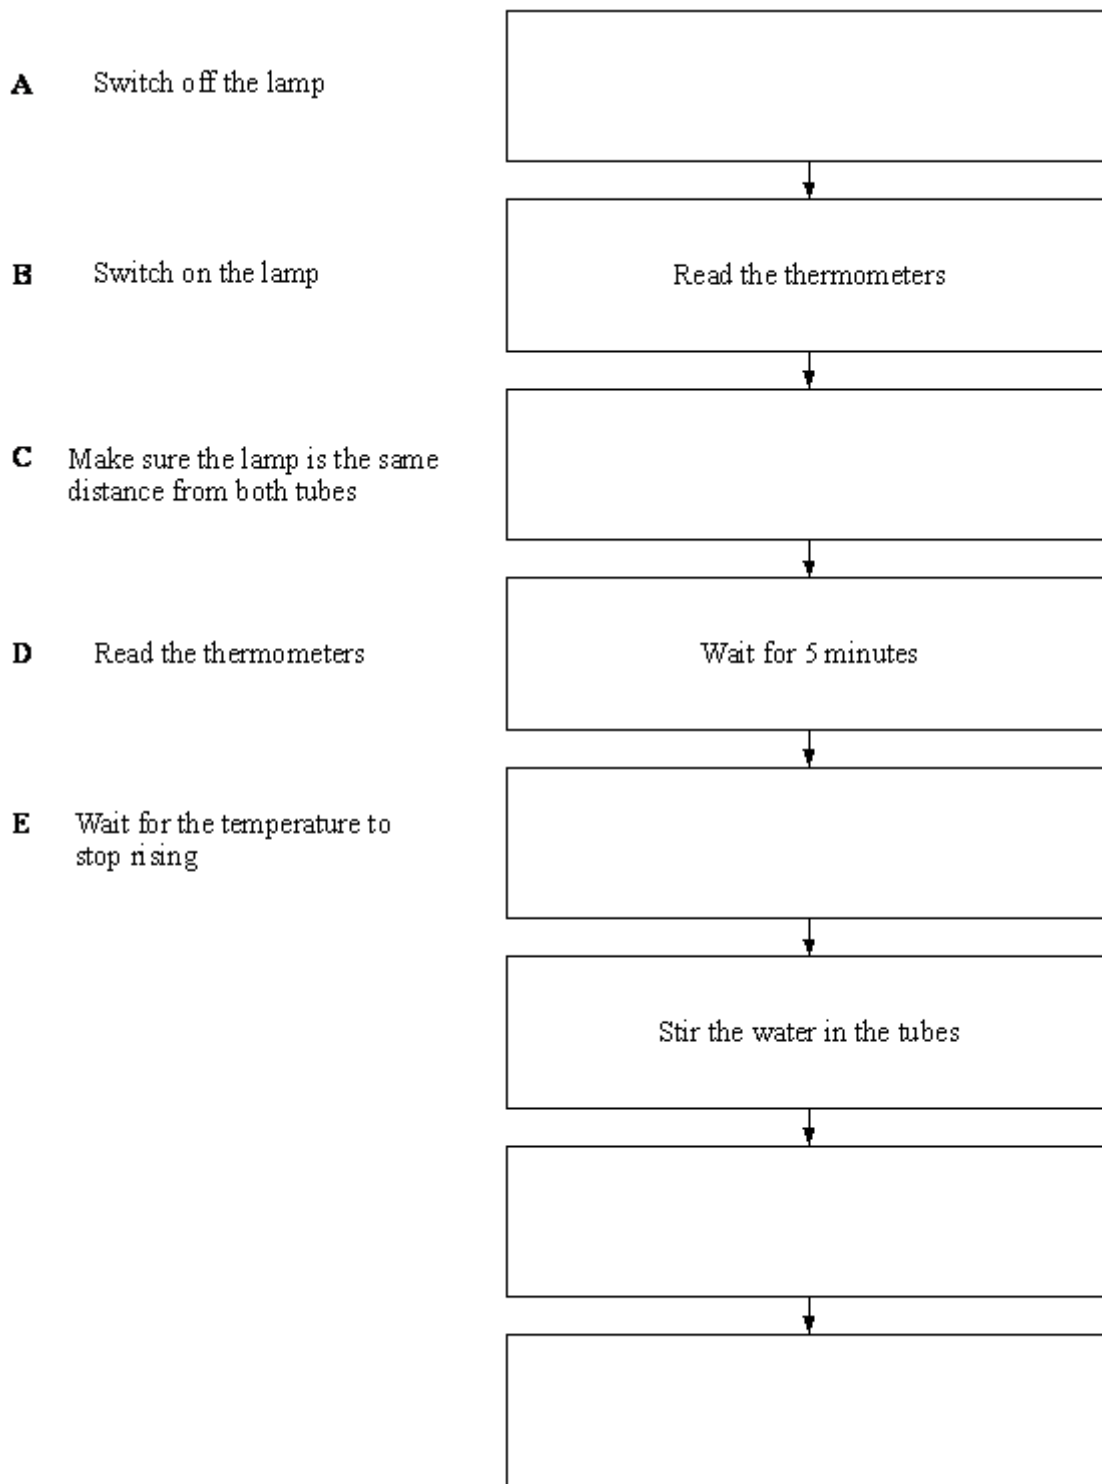 A Switch off the lamp
B Switch on the lamp
Read the thermometers
C Make sure the lamp is the same
distance from both tubes
D Read the thermometers
Wait for 5 minutes
E Wait for the temperature to
stop rising
Stir the water in the tubes